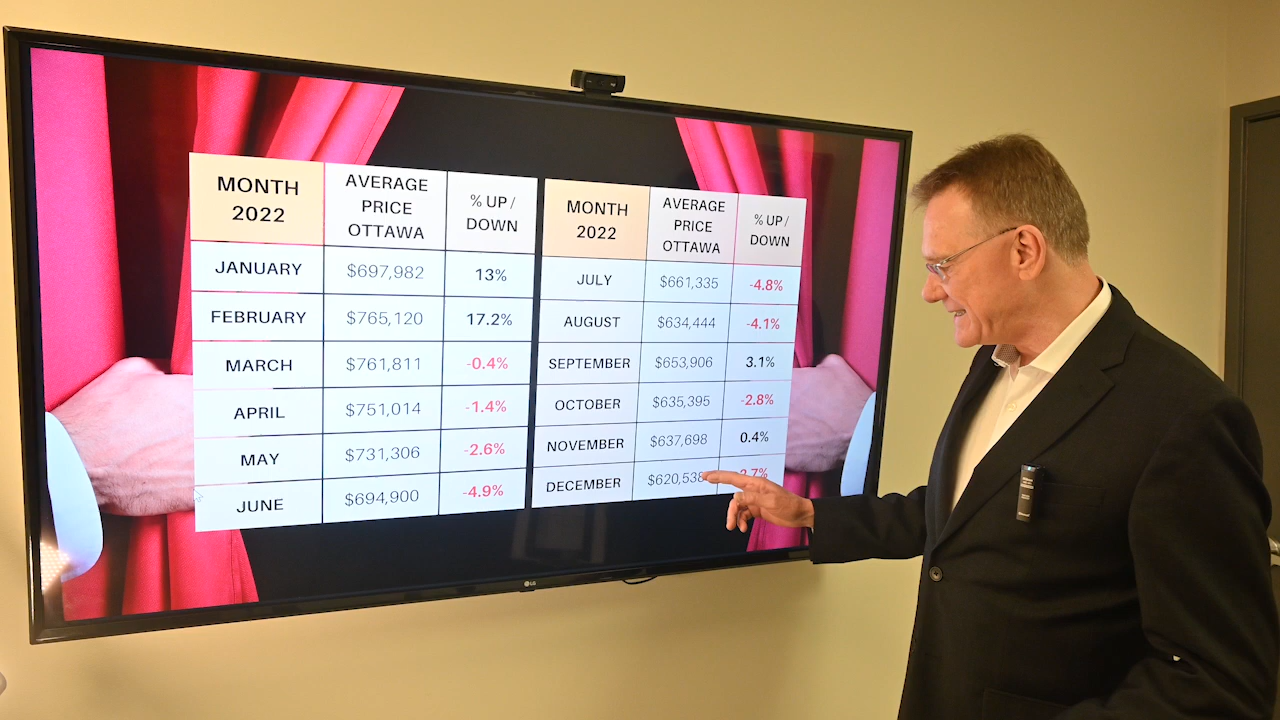 MONTH
2022
AVERAGE
PRICE
OTTAWA
% UP /
DOWN
JANUARY $697,982 13%
FEBRUARY $765,120 17.2%
MARCH $761,811 -0.4%
APRIL $751,014 -1.4%
MAY $731,306 -2.6%
JUNE $694,900 -4.9%
MONTH
2022
AVERAGE
PRICE
OTTAWA
% UP /
DOWN
JULY $661,335 -4.8%
AUGUST $634,444 -4.1%
SEPTEMBER $653,906 3.1%
OCTOBER $635,395 -2.8%
NOVEMBER $637,698 0.4%
DECEMBER $620,538 -2.7%
LG